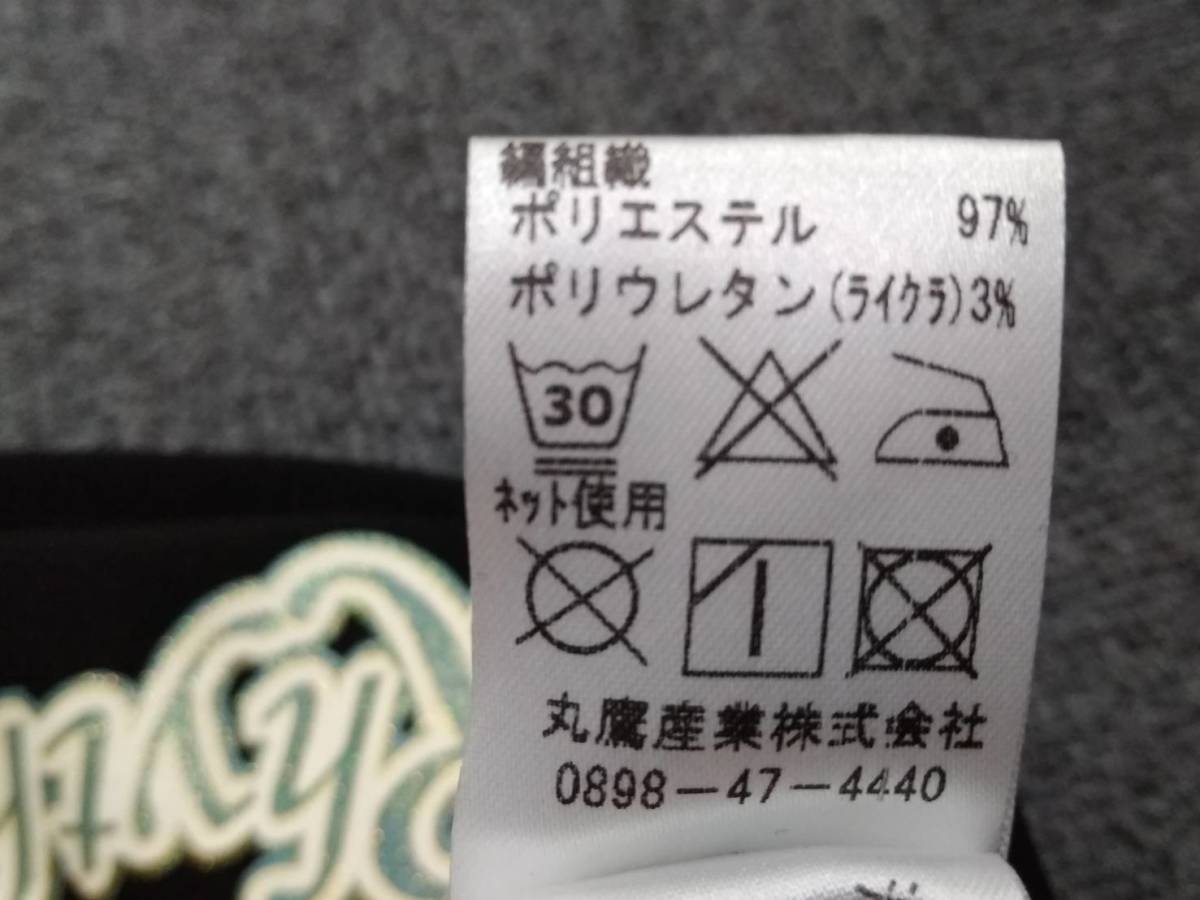 編組織
ポリエステル 97%
ポリウレタン(ライクラ)3%
30
ネット使用
丸鷹産業株式会社
0898-47-4440